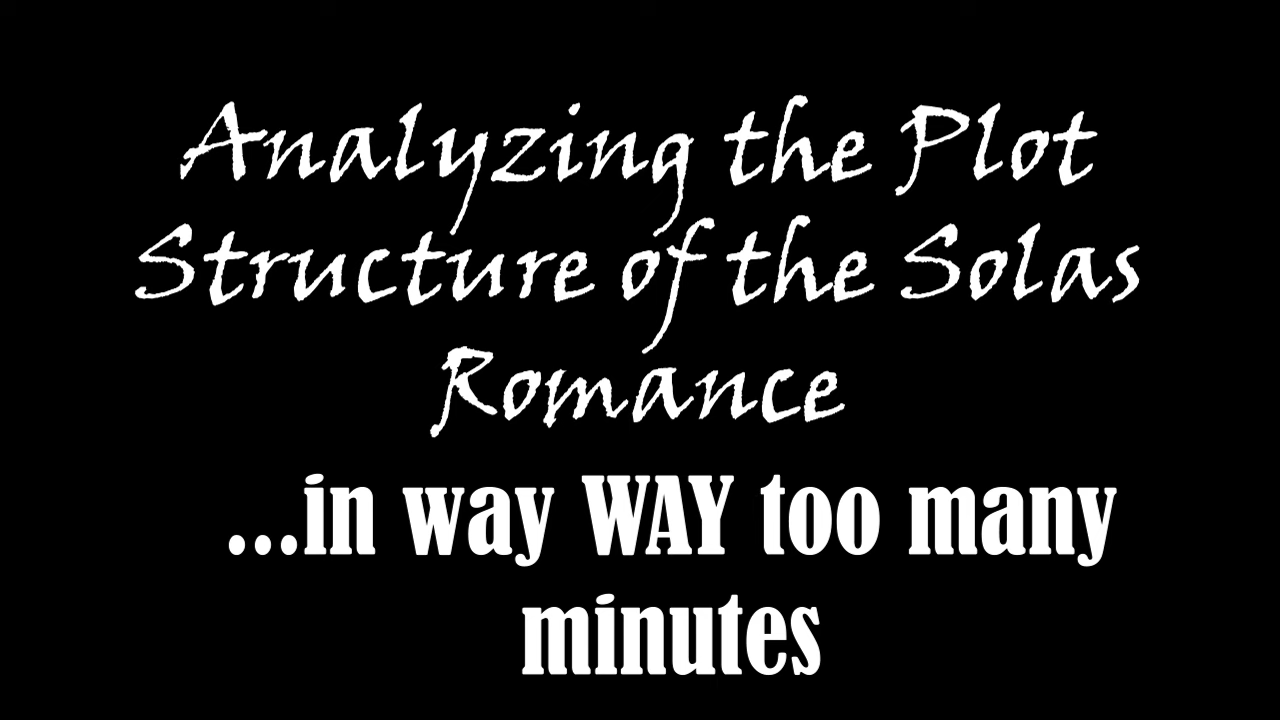 Analyzing the Plot
Structure of the Solas
Romance
...in way WAY too many
minutes